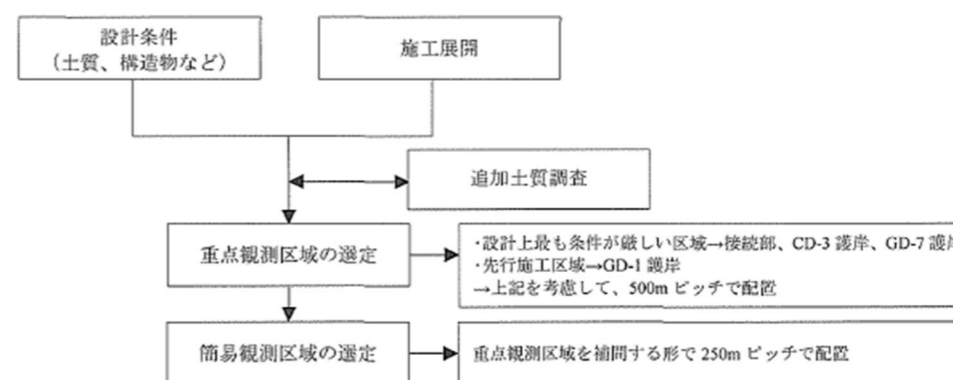 設計条件
（土質、構造物など）
施工展開
追加土質調査
重点観測区域の選定
・設計上最も条件が厳しい区域→接続部、CD-3 護岸、GD-7 護岸
・先行施工区域→GD-1 護岸
→上記を考慮して、500m ピッチで配置
簡易観測区域の選定
重点観測区域を補間する形で 250m ピッチで配置